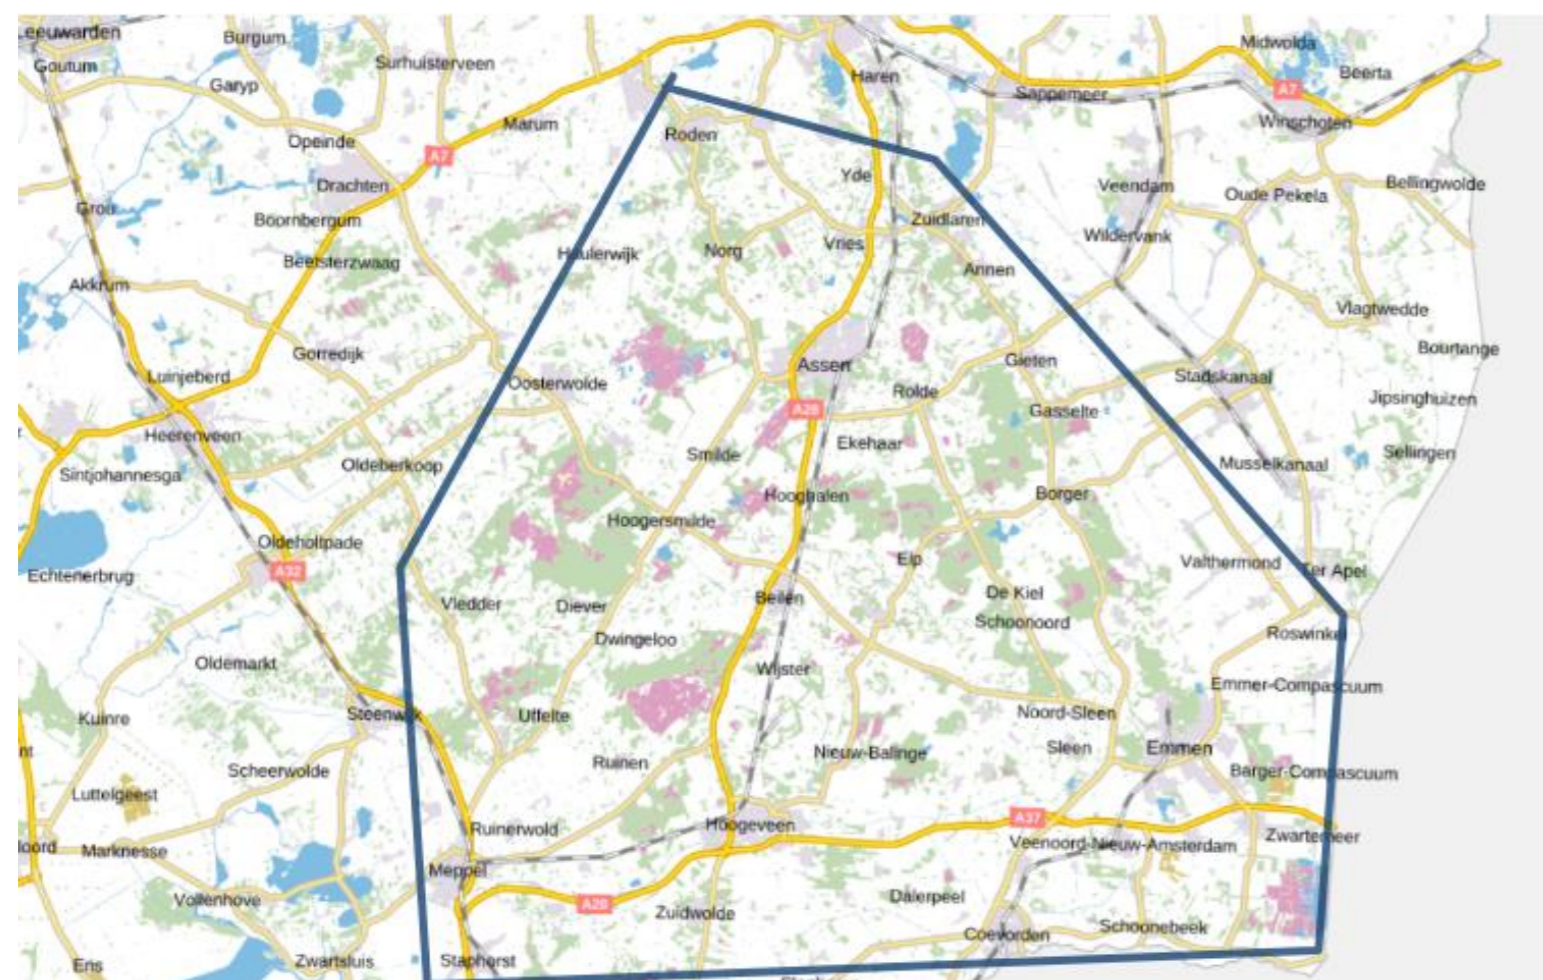 Leeuwarden
Burgum
Midwolda
Goutum
Surhuisterveen
Haren
Beerta
Garyp
Sappemeer
A7
Marum
Winschoten
Opeinde
Roden
A7
Drachten
Yde
Veendam
Bellingwolde
Oude Pekela
Grou
Boornbergum
Zuidlaren
Wildervank
Haulerwijk
Norg
Vries
Beetsterzwaag
Annen
Akkrum
Vlagtwedde
Gorredijk
Bourtange
Assen
Gieten
Luinjeberd
Oosterwolde
Stadskanaal
Rolde
Jipsinghuizen
A28
Gasselte
Heerenveen
Ekehaar
Smilde
Sellingen
Oldeberkoop
Musselkanaal
Sintjohannesga
Hooghalen
Borger
Hoogersmilde
Oldeholtpade
Elp
Valthermond
A32
Ter Apel
Echtenerbrug
De Kiel
Beilen
Vledder
Diever
Schoonoord
Roswinkel
Dwingeloo
Oldemarkt
Wijster
Emmer-Compascuum
Steenwijk
Uffelte
Noord-Sleen
Kuinre
Sleen
Emmen
nt
Nieuw-Balinge
Ruinen
Scheerwolde
Barger-Compascuum
Luttelgeest
A37
Hoogeveen
Ruinerwold
Zwartemeer
loord
Marknesse
Veenoord-Nieuw-Amsterdam
Meppel
Vollenhove
Dalerpeel
A28
Zuidwolde
Schoonebeek
Coevorden
Zwartsluis
Staphorst
Ens